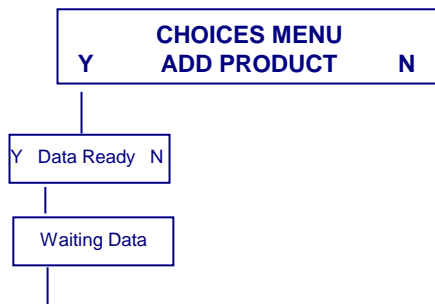 CHOICES MENU
Y ADD PRODUCT N
Y Data Ready N
Waiting Data